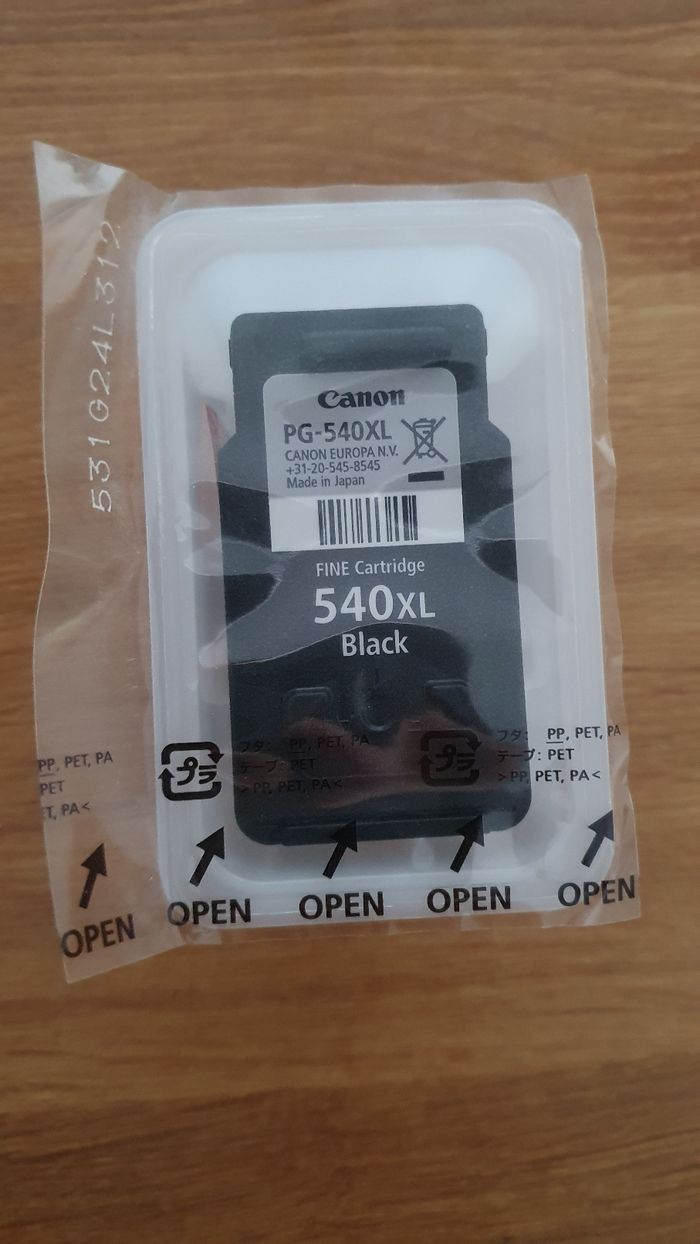 531G24L312
Canon
PG-540XL
CANON EUROPA N.V.
+31-20-545-8545
Made in Japan
FINE Cartridge
540XL
Black
PP, PET, PA
PET
T, PA<
プラ
フタ: PP, PET, PA
テープ: PET
>PP, PET, PA<
プラ
フタ: PP, PET, PA
テープ: PET
>PP, PET, PA<
OPEN
OPEN
OPEN
OPEN
OPEN